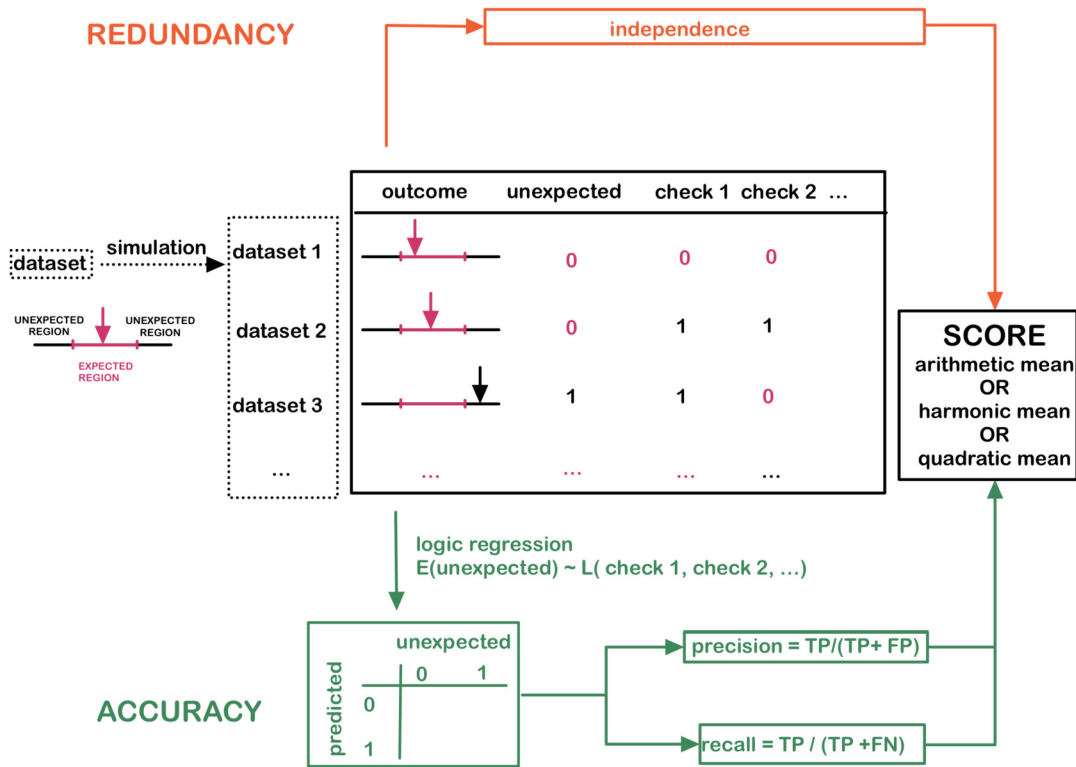 REDUNDANCY
independence
outcome unexpected check 1 check 2 ...
dataset simulation
dataset 1 0 0 0
UNEXPECTED REGION UNEXPECTED REGION
EXPECTED REGION
dataset 2 0 1 1
dataset 3 1 1 0
... ... ... ... ...
SCORE
arithmetic mean
OR
harmonic mean
OR
quadratic mean
logic regression
E(unexpected) ~ L( check 1, check 2, ...)
ACCURACY
unexpected
0 1
predicted
0
1
precision = TP/(TP+ FP)
recall = TP / (TP +FN)